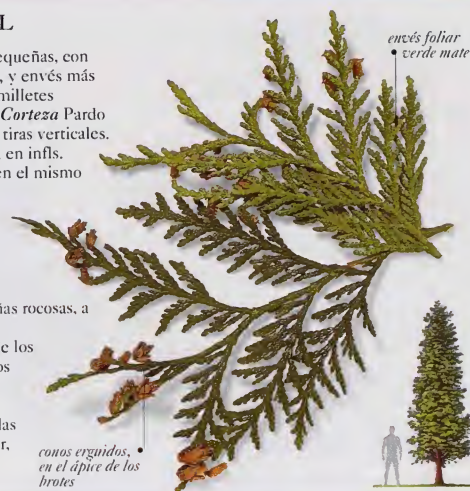 L
equeñas, con
, y envés más
milletes
Corteza Pardo
tiras verticales.
en infls.
en el mismo
ñas rocosas, a
e los
os
las
r,
envés foliar
verde mate
conos erguidos,
en el ápice de los
brotes